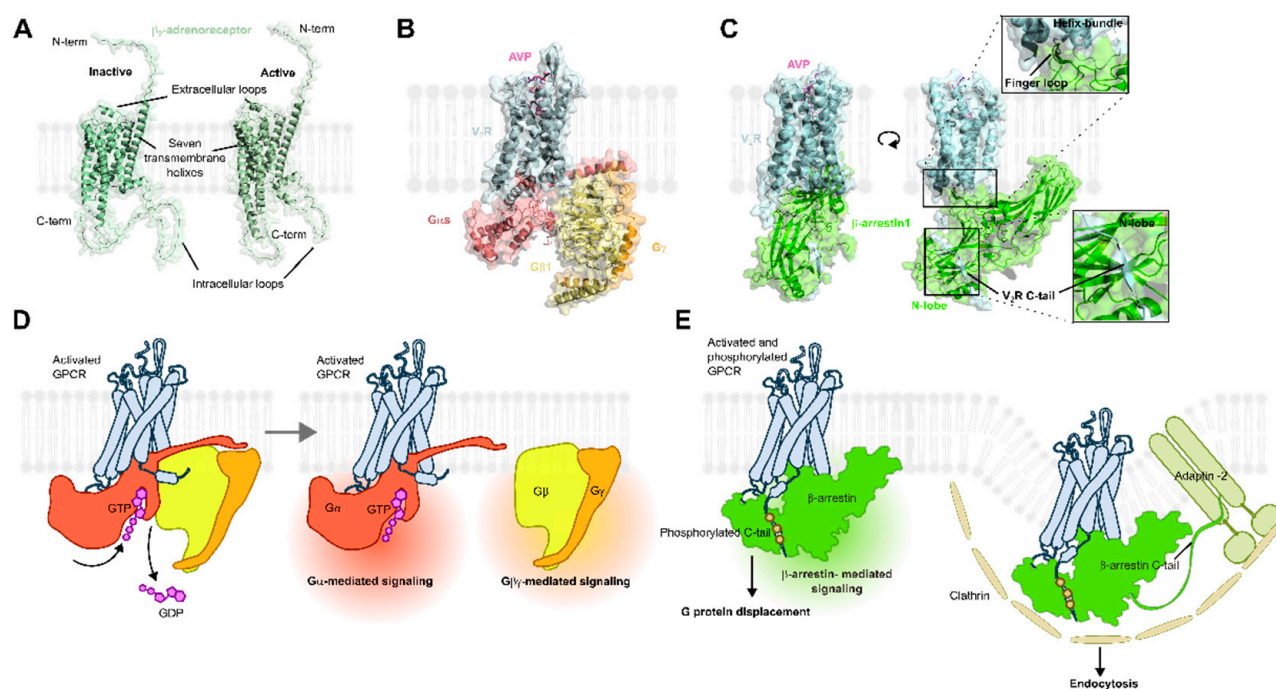 A
N-term
β₂-adrenoreceptor
N-term
Inactive
Active
Extracellular loops
Seven
transmembrane
helixes
C-term
C-term
Intracellular loops
B
AVP
V₂R
Gαs
Gβ1
Gγ
C
AVP
V₂R
β-arrestin1
Helix-bundle
Finger loop
N-lobe
V₂R C-tail
N-lobe
D
Activated
GPCR
GTP
GDP
Activated
GPCR
Gα
GTP
Gβ
Gγ
Gα-mediated signaling
Gβγ-mediated signaling
E
Activated and
phosphorylated
GPCR
β-arrestin
Phosphorylated C-tail
β-arrestin- mediated
signaling
G protein displacement
Adaptin -2
β-arrestin C-tail
Clathrin
Endocytosis